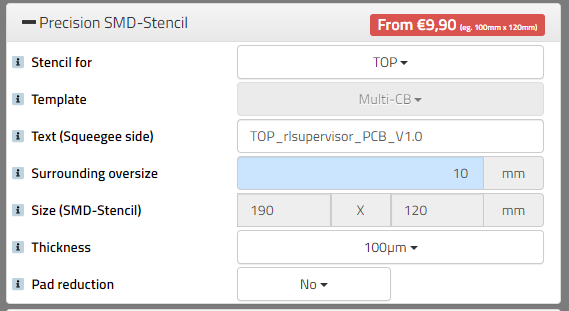 Precision SMD-Stencil From €9,90 (eg. 100mm x 120mm)
Stencil for TOP
Template Multi-CB
Text (Squeegee side) TOP_rlsupervisor_PCB_V1.0
Surrounding oversize 10 mm
Size (SMD-Stencil) 190 X 120 mm
Thickness 100µm
Pad reduction No